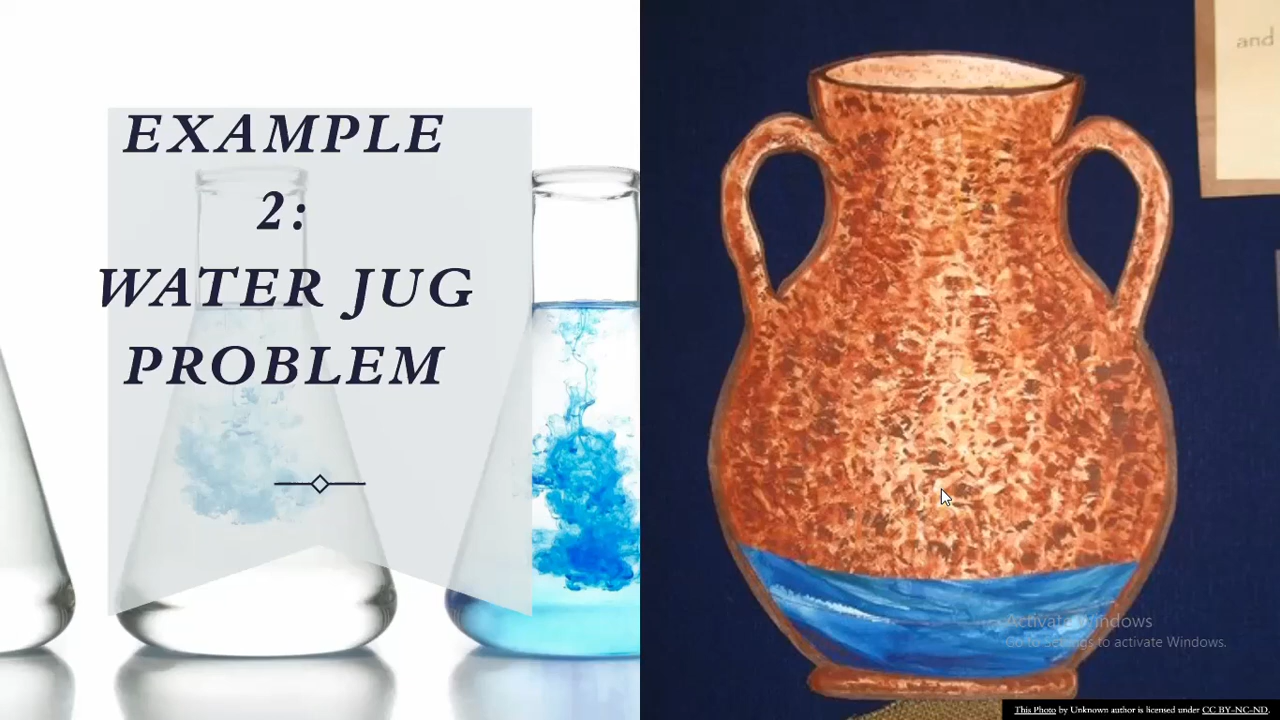 EXAMPLE
2:
WATER JUG
PROBLEM
and
Activate Windows
Go to Settings to activate Windows.
This Photo by Unknown author is licensed under CC BY-NC-ND.